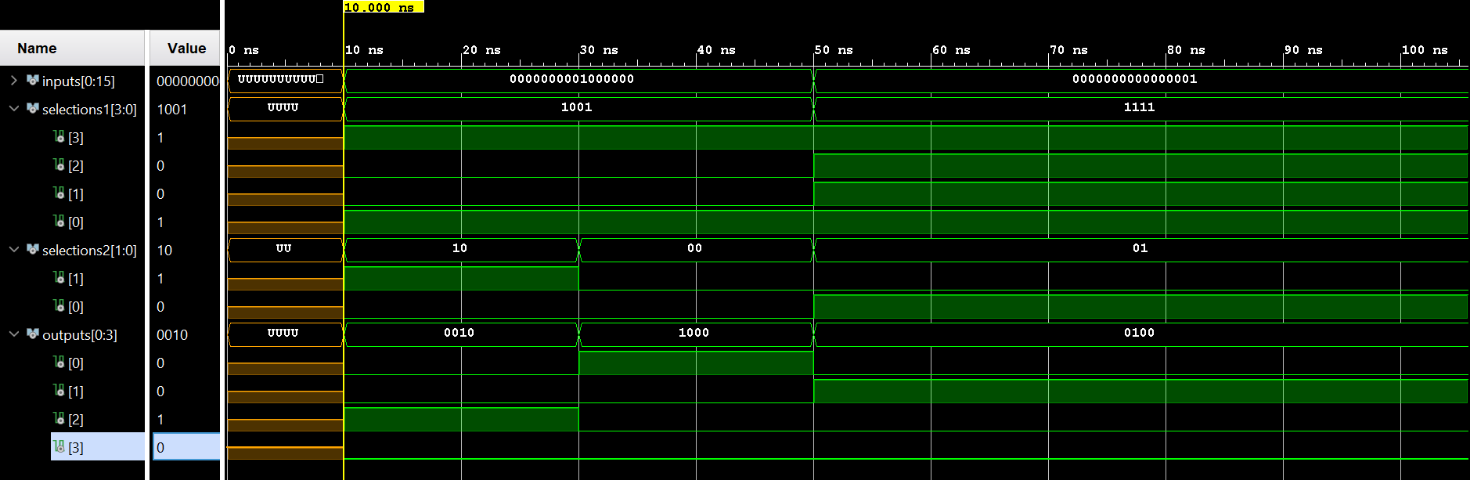 10.000 ns
Name Value
0 ns 10 ns 20 ns 30 ns 40 ns 50 ns 60 ns 70 ns 80 ns 90 ns 100 ns
inputs[0:15] 000000000 UUUUUUUUUU□ 0000000001000000 0000000000000001
selections1[3:0] 1001 UUUU 1001 1111
[3] 1
[2] 0
[1] 0
[0] 1
selections2[1:0] 10 UU 10 00 01
[1] 1
[0] 0
outputs[0:3] 0010 UUUU 0010 1000 0100
[0] 0
[1] 0
[2] 1
[3] 0